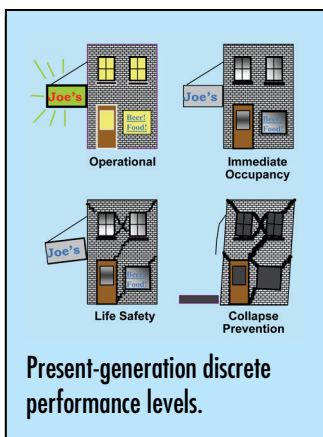 Joe's
Beer!
Food!
Operational
Joe's
Beer!
Food!
Immediate
Occupancy
Joe's
Beer!
Food!
Life Safety
Collapse
Prevention
Present-generation discrete
performance levels.